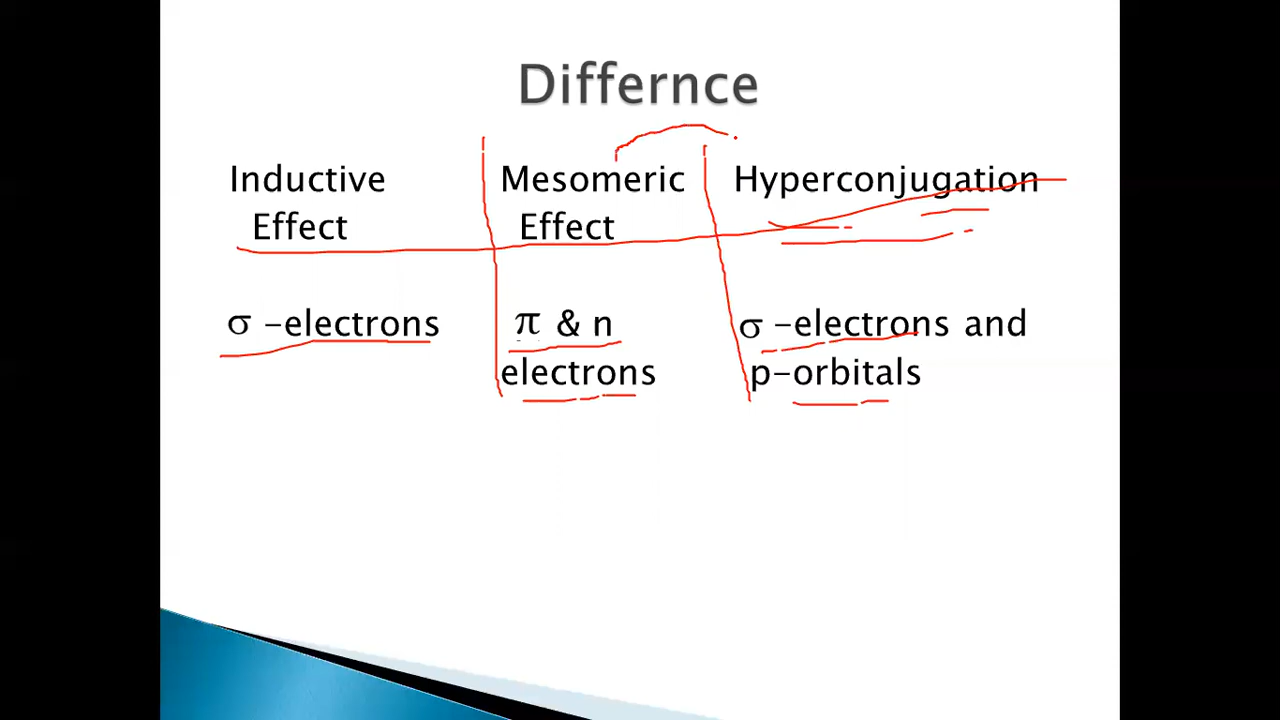 Differnce
Inductive Effect
Mesomeric Effect
Hyperconjugation
σ -electrons
π & n electrons
σ -electrons and p-orbitals